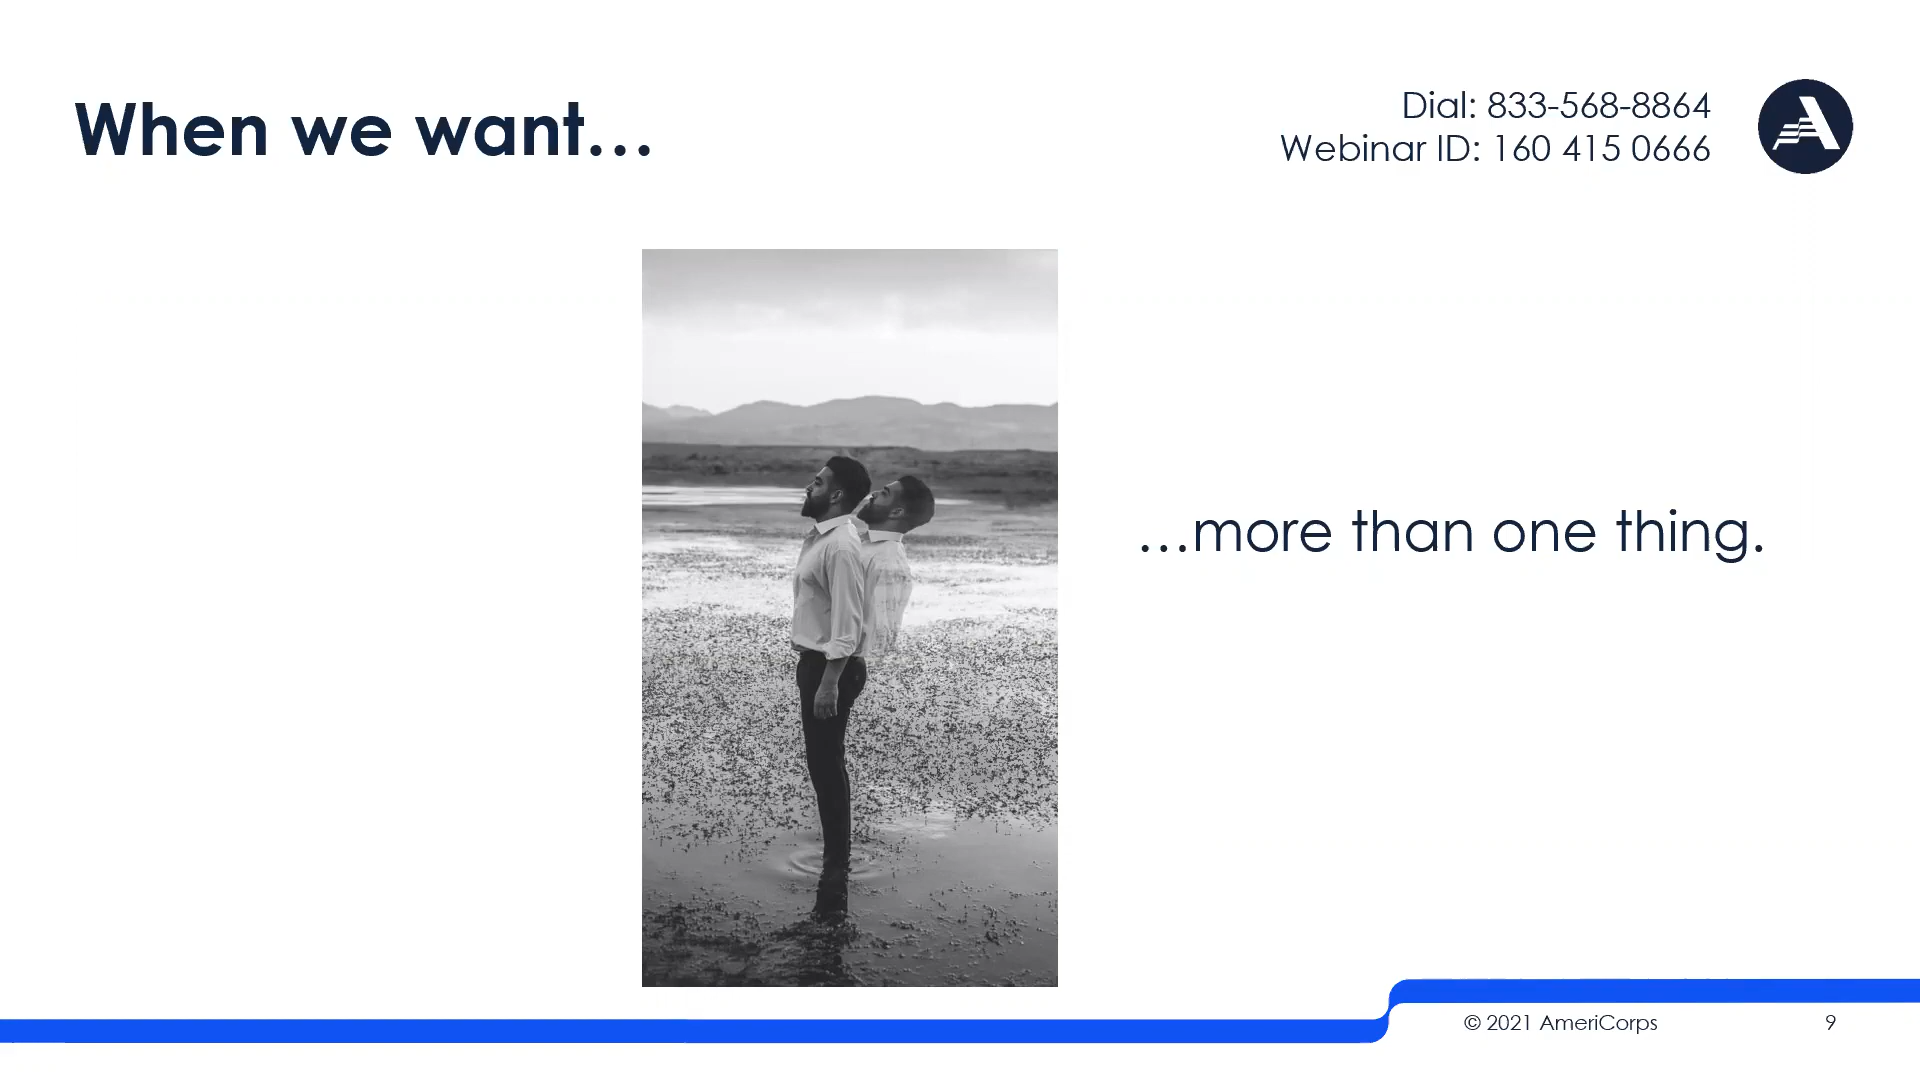 When we want…
Dial: 833-568-8864
Webinar ID: 160 415 0666
…more than one thing.
© 2021 AmeriCorps
9